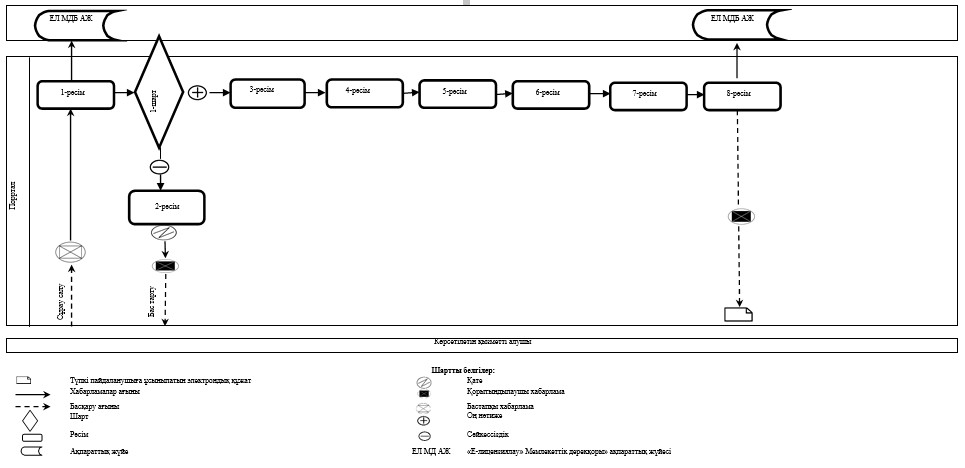 ЕЛ МДБ АЖ
ЕЛ МДБ АЖ
1-рәсім
1-шарт
3-рәсім
4-рәсім
5-рәсім
6-рәсім
7-рәсім
8-рәсім
2-рәсім
Порртал
Сұрау салу
Бас тарту
Көрсетілетін қызметті алушы
Шартты белгілер:
Түпкі пайдаланушыға ұсынылатын электрондық құжат
Хабарламалар ағыны
Басқару ағыны
Шарт
Рәсім
Ақпараттық жүйе
Қате
Қорытындылаушы хабарлама
Бастапқы хабарлама
Оң нәтиже
Сәйкессіздік
ЕЛ МД АЖ «Е-лицензиялау» Мемлекеттік дерекқоры» ақпараттық жүйесі